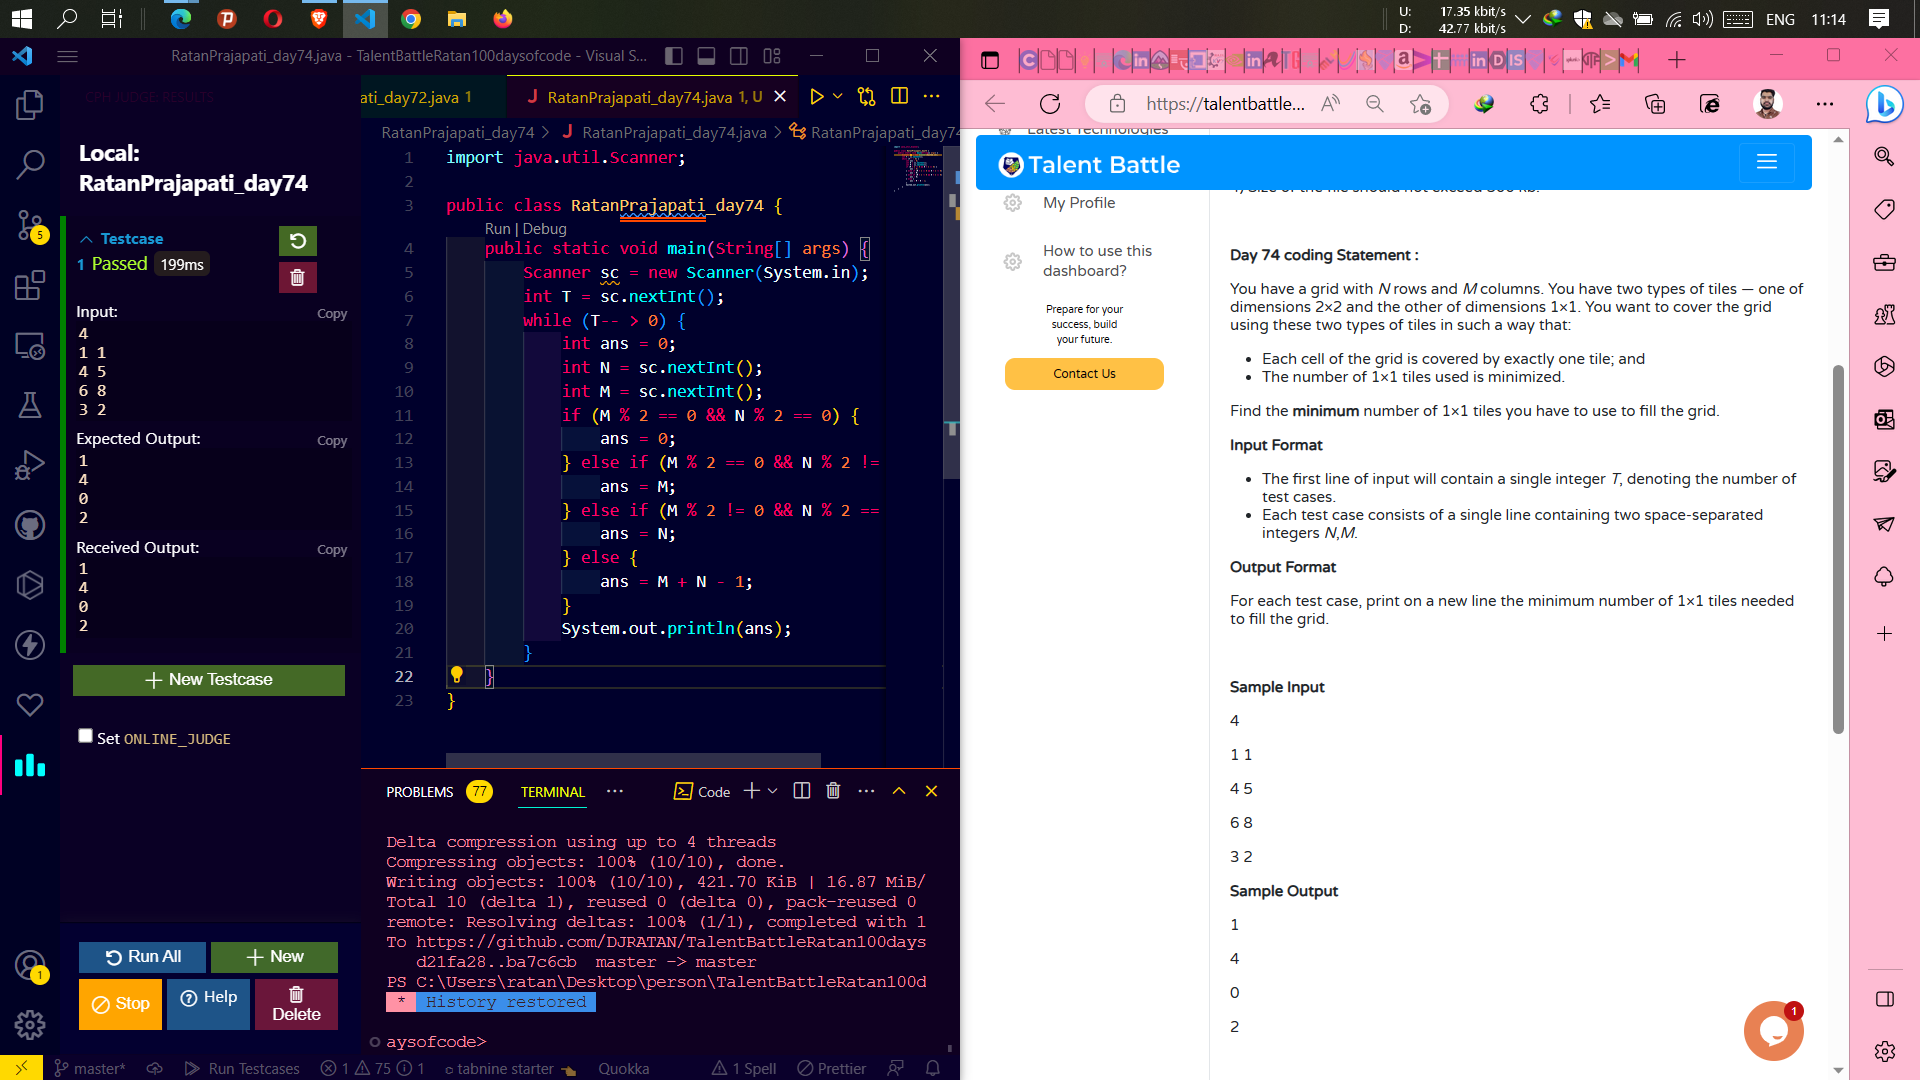 U: 17.35 kbit/s
D: 42.77 kbit/s
ENG 11:14
RatanPrajapati_day74.java - TalentBattleRatan100daysofcode - Visual S...
CPH JUDGE: RESULTS
Local:
RatanPrajapati_day74
Testcase
1 Passed 199ms
Input:
Copy
4
1 1
4 5
6 8
3 2
Expected Output:
Copy
1
4
0
2
Received Output:
Copy
1
4
0
2
New Testcase
Set ONLINE_JUDGE
Run All
New
Stop
Help
Delete
5
1
ati_day72.java 1
RatanPrajapati_day74.java 1, U
RatanPrajapati_day74 > J RatanPrajapati_day74.java > RatanPrajapati_day74
1 import java.util.Scanner;
2
3 public class RatanPrajapati_day74 {
Run | Debug
4 public static void main(String[] args) {
5 Scanner sc = new Scanner(System.in);
6 int T = sc.nextInt();
7 while (T-- > 0) {
8 int ans = 0;
9 int N = sc.nextInt();
10 int M = sc.nextInt();
11 if (M % 2 == 0 && N % 2 == 0) {
12 ans = 0;
13 } else if (M % 2 == 0 && N % 2 !=
14 ans = M;
15 } else if (M % 2 != 0 && N % 2 ==
16 ans = N;
17 } else {
18 ans = M + N - 1;
19 }
20 System.out.println(ans);
21 }
22 }
23 }
PROBLEMS 77 TERMINAL ··· Code
Delta compression using up to 4 threads
Compressing objects: 100% (10/10), done.
Writing objects: 100% (10/10), 421.70 KiB | 16.87 MiB/
Total 10 (delta 1), reused 0 (delta 0), pack-reused 0
remote: Resolving deltas: 100% (1/1), completed with 1
To https://github.com/DJRATAN/TalentBattleRatan100days
d21fa28..ba7c6cb master -> master
PS C:\Users\ratan\Desktop\person\TalentBattleRatan100d
* History restored
aysofcode>
master* Run Testcases 1 75 1 tabnine starter Quokka 1 Spell Prettier
https://talentbattle...
Latest Technologies
Talent Battle
My Profile
How to use this
dashboard?
Prepare for your
success, build
your future.
Contact Us
Day 74 coding Statement :
You have a grid with N rows and M columns. You have two types of tiles — one of
dimensions 2×2 and the other of dimensions 1×1. You want to cover the grid
using these two types of tiles in such a way that:
• Each cell of the grid is covered by exactly one tile; and
• The number of 1×1 tiles used is minimized.
Find the minimum number of 1×1 tiles you have to use to fill the grid.
Input Format
• The first line of input will contain a single integer T, denoting the number of
test cases.
• Each test case consists of a single line containing two space-separated
integers N,M.
Output Format
For each test case, print on a new line the minimum number of 1×1 tiles needed
to fill the grid.
Sample Input
4
1 1
4 5
6 8
3 2
Sample Output
1
4
0
2
1